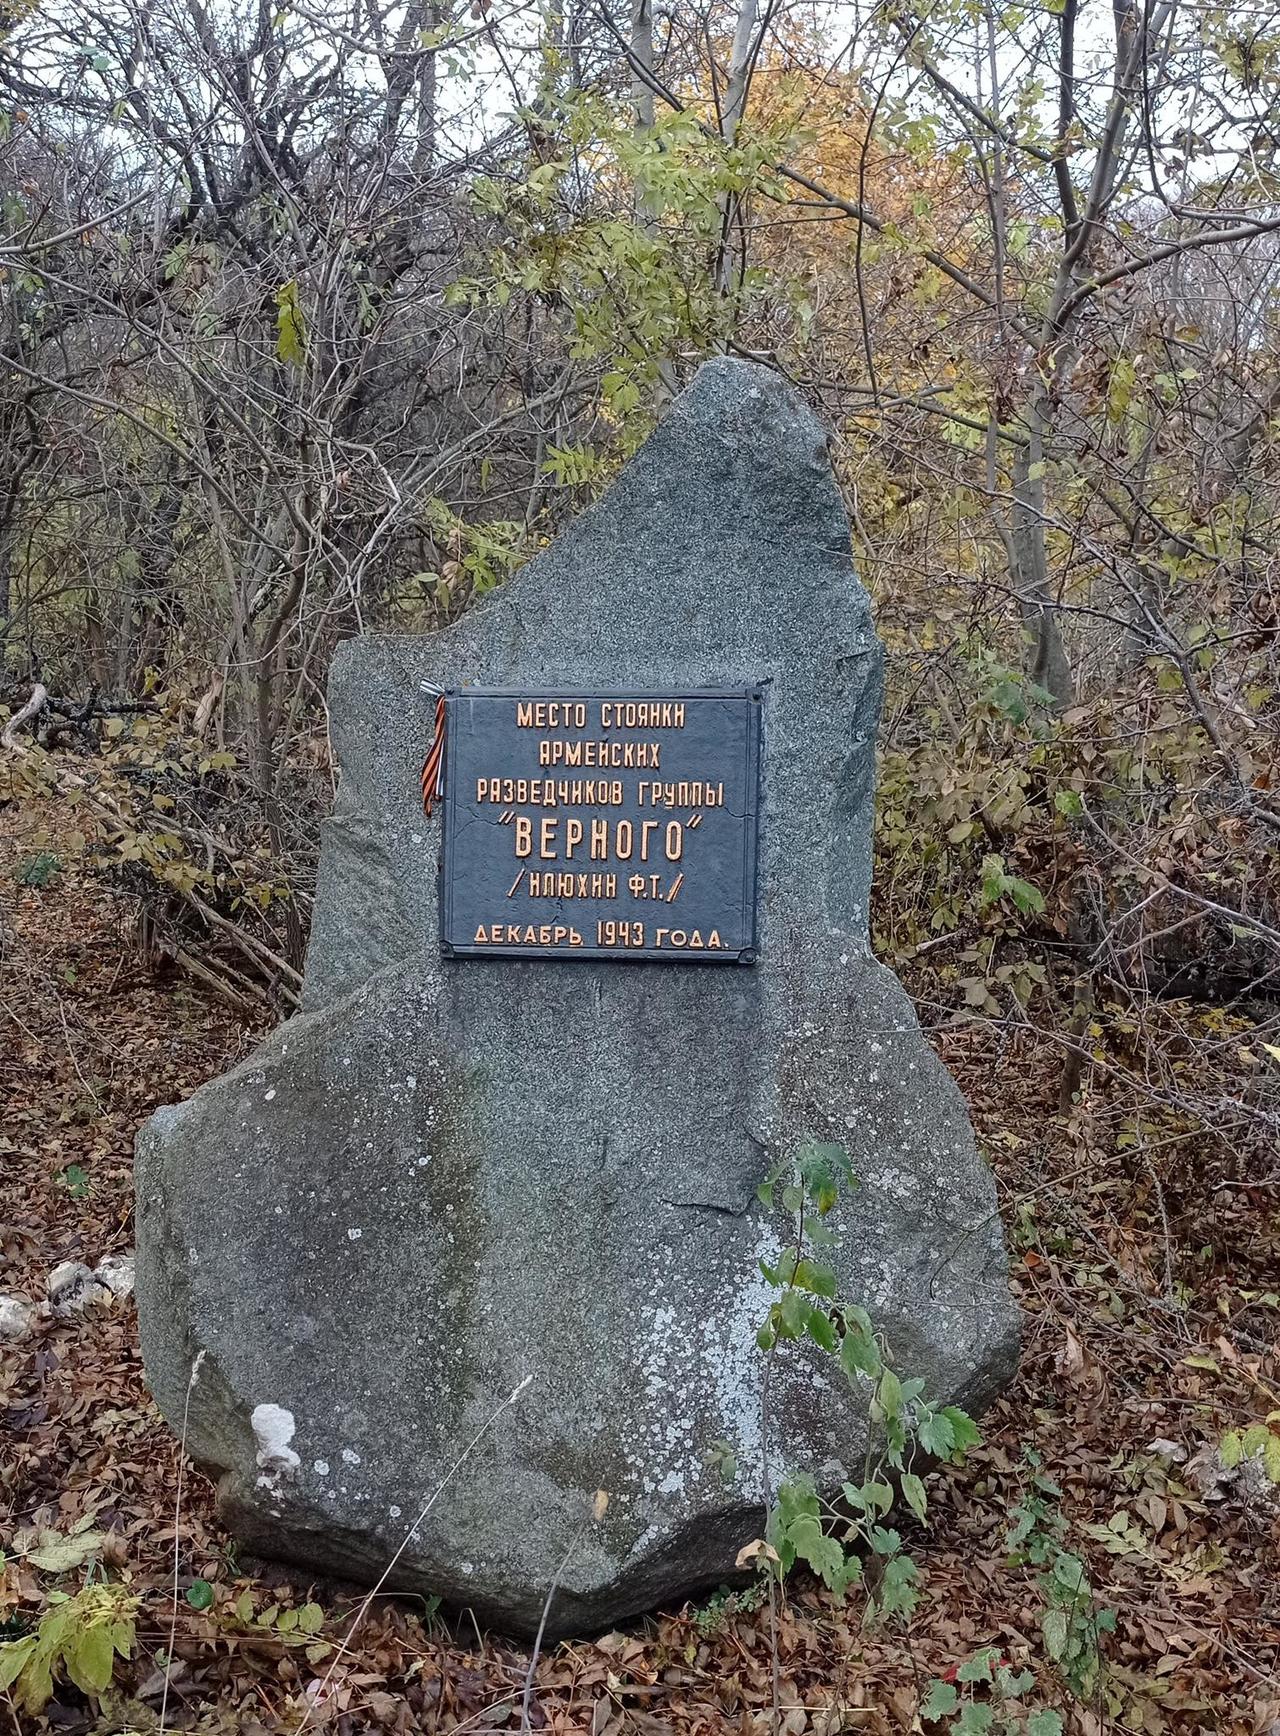 МЕСТО СТОЯНКИ
АРМЕЙСКИХ
РАЗВЕДЧИКОВ ГРУППЫ
"ВЕРНОГО"
/ИЛЮХИН Ф.Т./
ДЕКАБРЬ 1943 ГОДА.